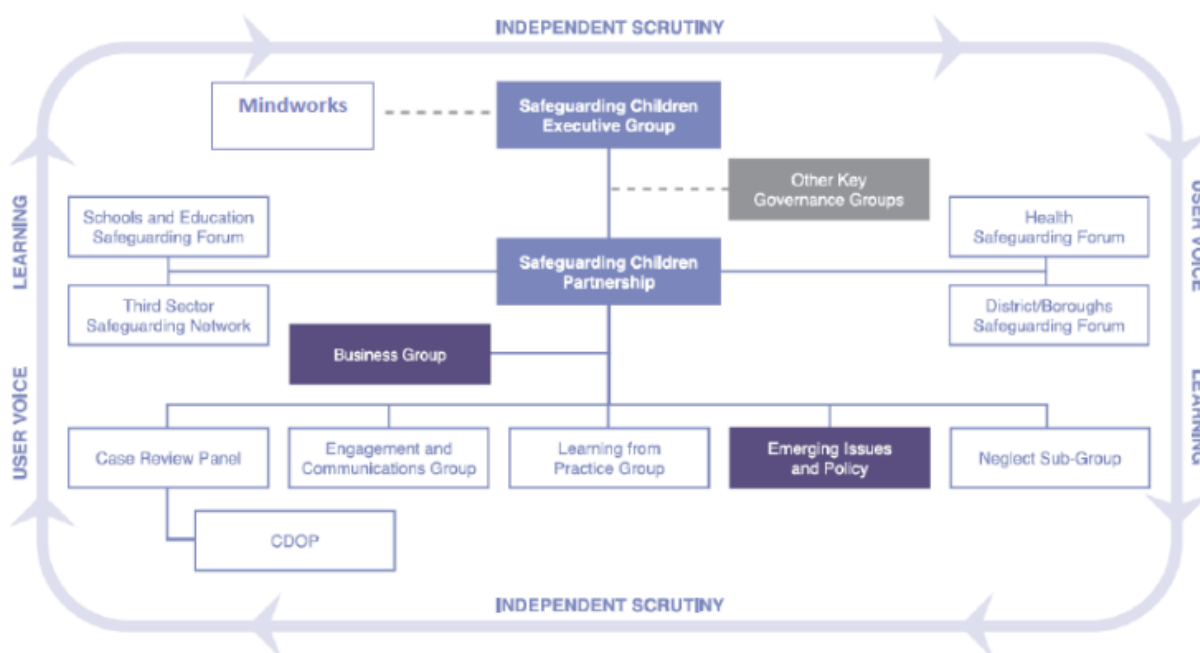 INDEPENDENT SCRUTINY
Mindworks
Safeguarding Children
Executive Group
Other Key
Governance Groups
LEARNING
USER VOICE
Schools and Education
Safeguarding Forum
Health
Safeguarding Forum
Safeguarding Children
Partnership
Third Sector
Safeguarding Network
District/Boroughs
Safeguarding Forum
Business Group
USER VOICE
LEARNING
Case Review Panel
Engagement and
Communications Group
Learning from
Practice Group
Emerging Issues
and Policy
Neglect Sub-Group
CDOP
INDEPENDENT SCRUTINY